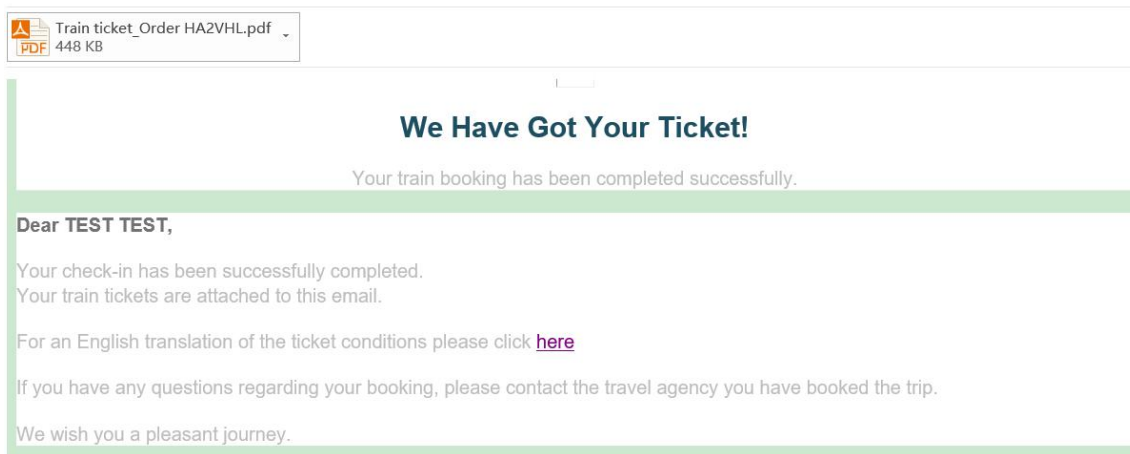 Train ticket_Order HA2VHL.pdf
PDF
448 KB
We Have Got Your Ticket!
Your train booking has been completed successfully.
Dear TEST TEST,
Your check-in has been successfully completed.
Your train tickets are attached to this email.
For an English translation of the ticket conditions please click here
If you have any questions regarding your booking, please contact the travel agency you have booked the trip.
We wish you a pleasant journey.